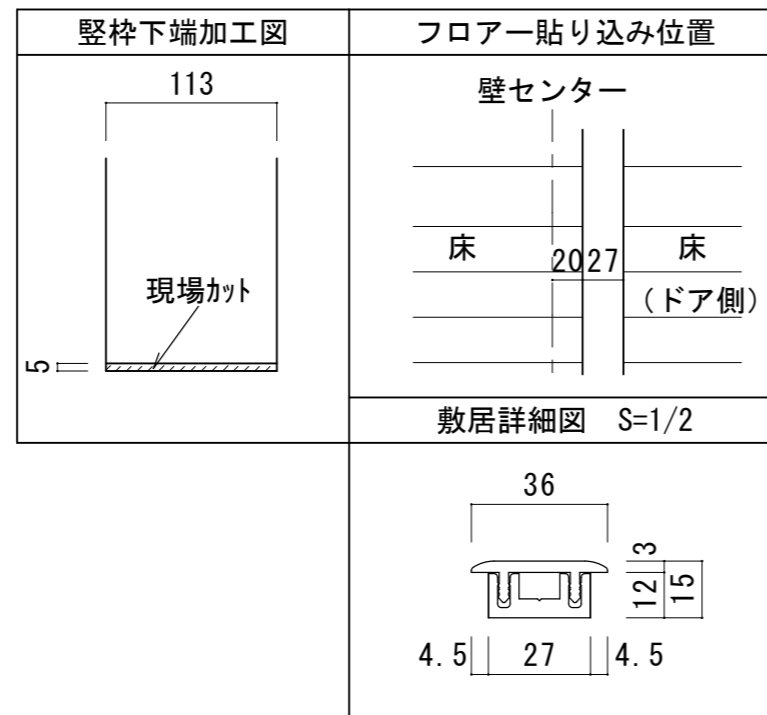 竪枠下端加工図
113
現場ｶｯﾄ
5
フロアー貼り込み位置
壁センター
床 20 27 床
(ドア側)
敷居詳細図 S=1/2
36
3
12 15
4.5 27 4.5